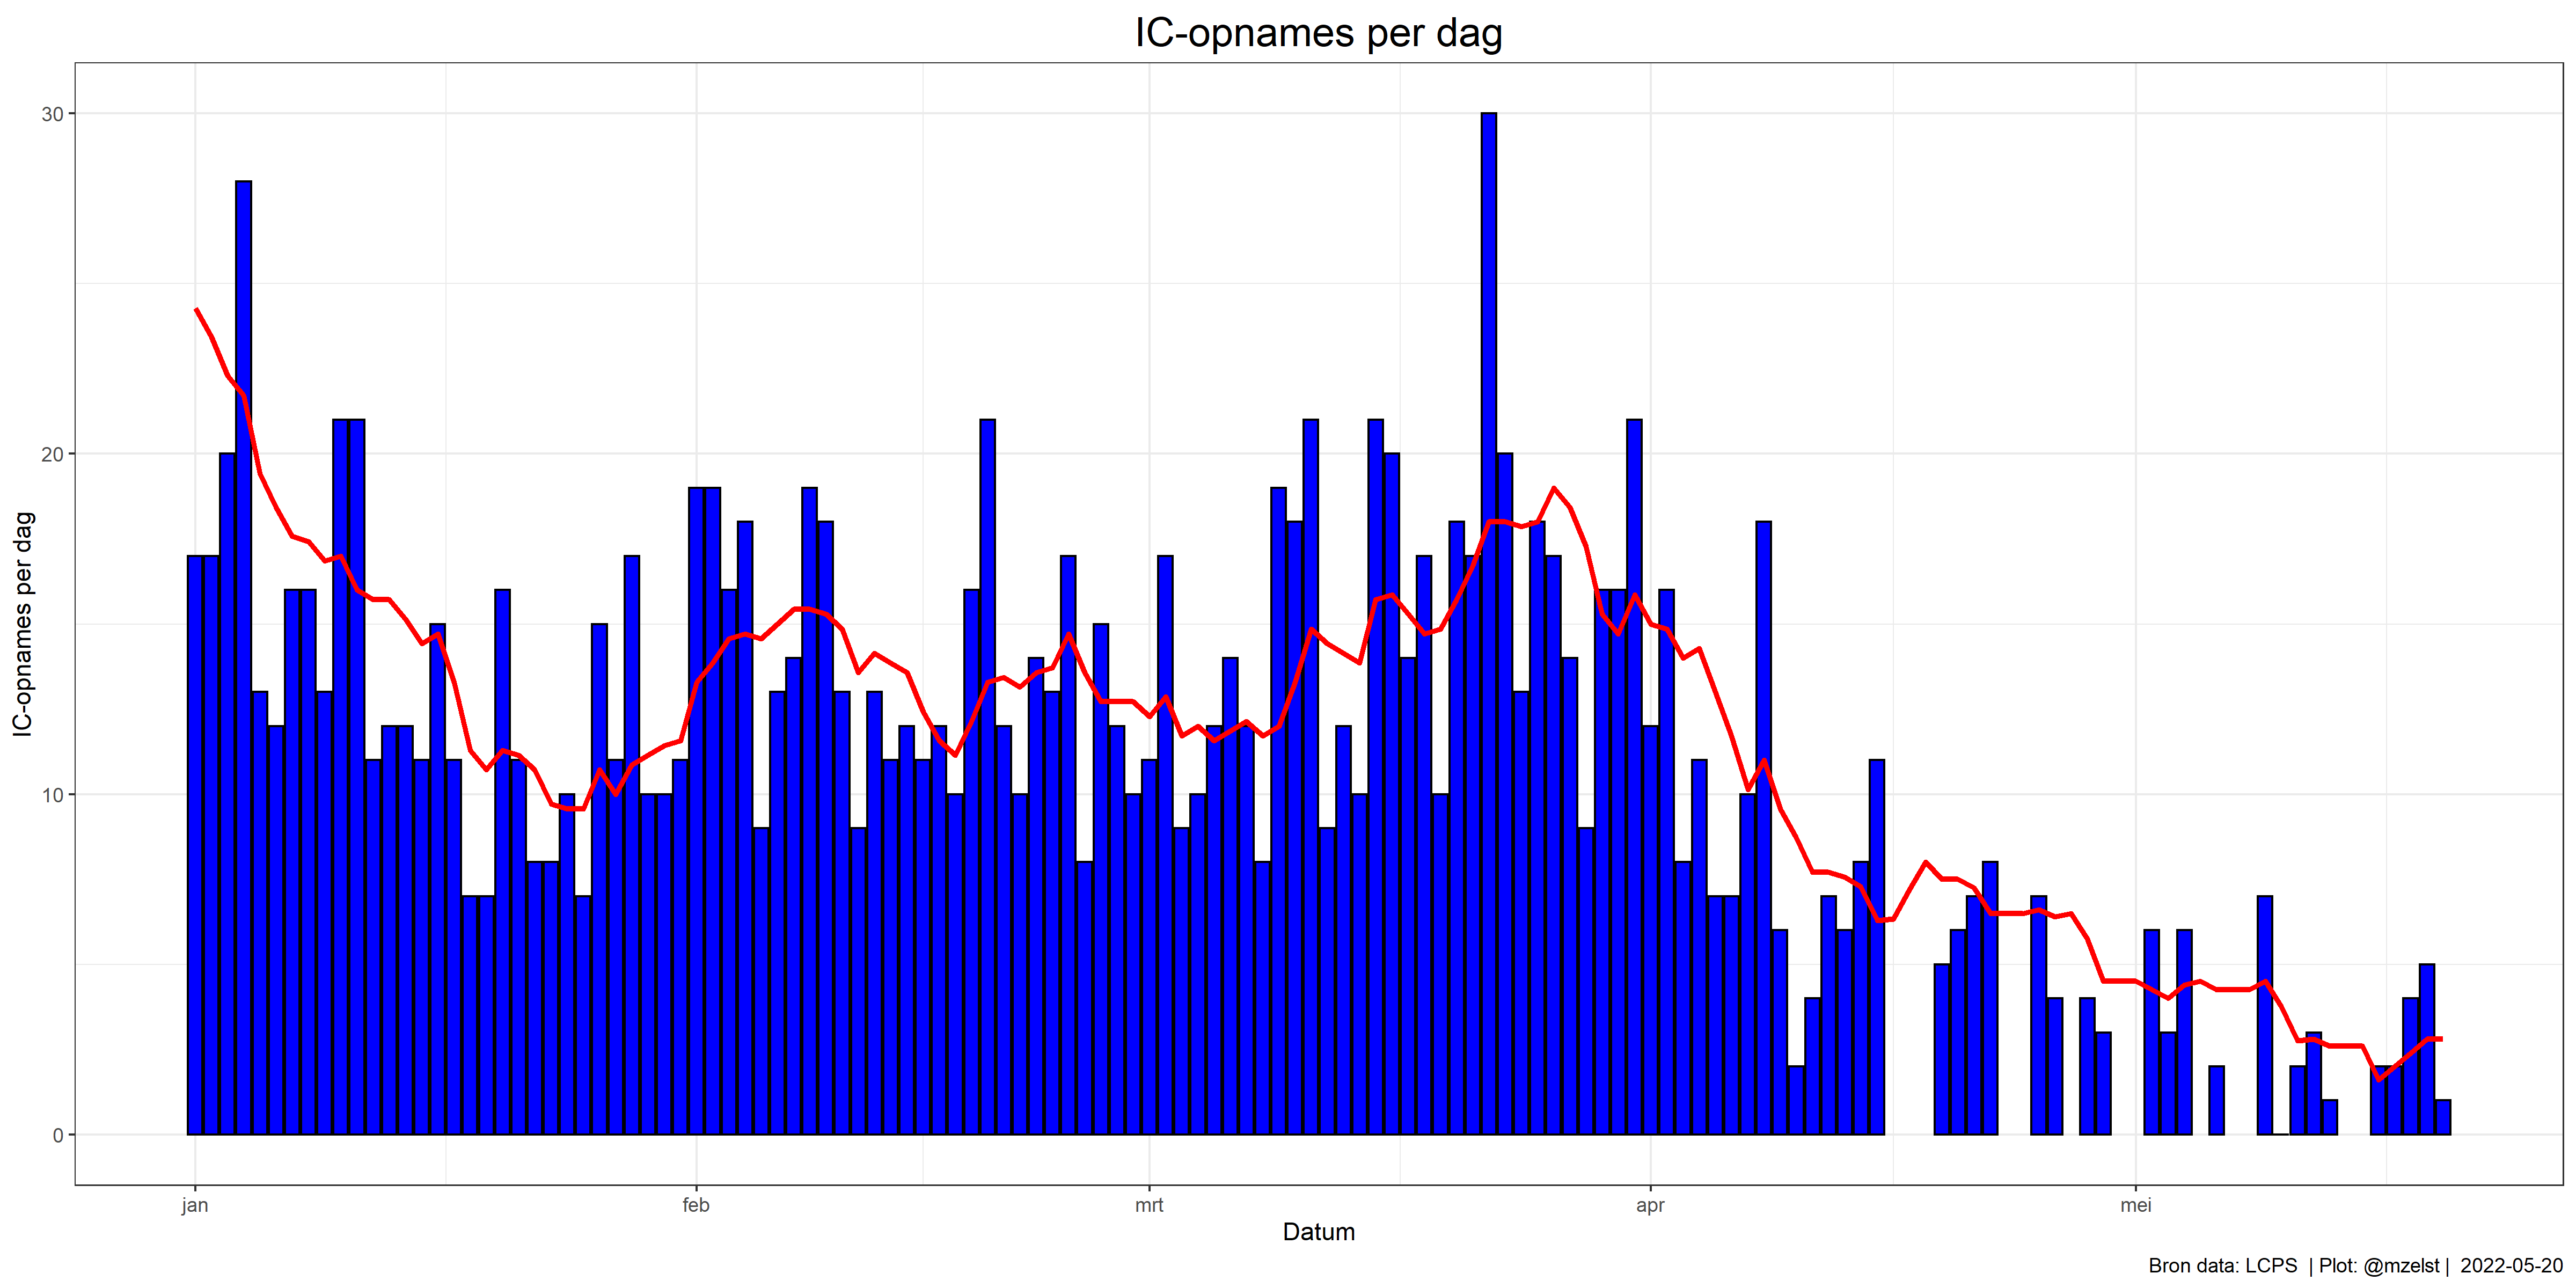 IC-opnames per dag
IC-opnames per dag
30
20
10
0
jan feb mrt apr mei
Datum
Bron data: LCPS | Plot: @mzelst | 2022-05-20